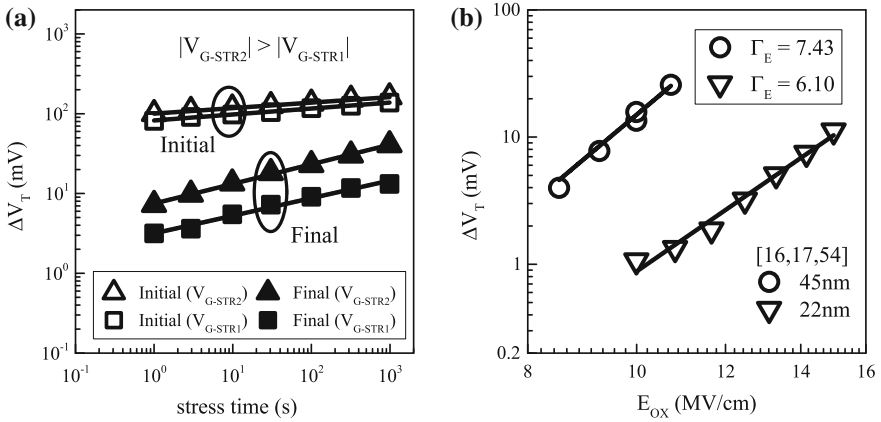 (a)
|V_G-STR2| > |V_G-STR1|
10^3
10^2
10^1
10^0
10^-1
ΔV_T (mV)
Initial
Final
Initial (V_G-STR2)
Final (V_G-STR2)
Initial (V_G-STR1)
Final (V_G-STR1)
10^-1
10^0
10^1
10^2
10^3
stress time (s)
(b)
100
10
1
0.2
ΔV_T (mV)
Γ_E = 7.43
Γ_E = 6.10
[16,17,54]
45nm
22nm
8
10
12
14
16
E_OX (MV/cm)